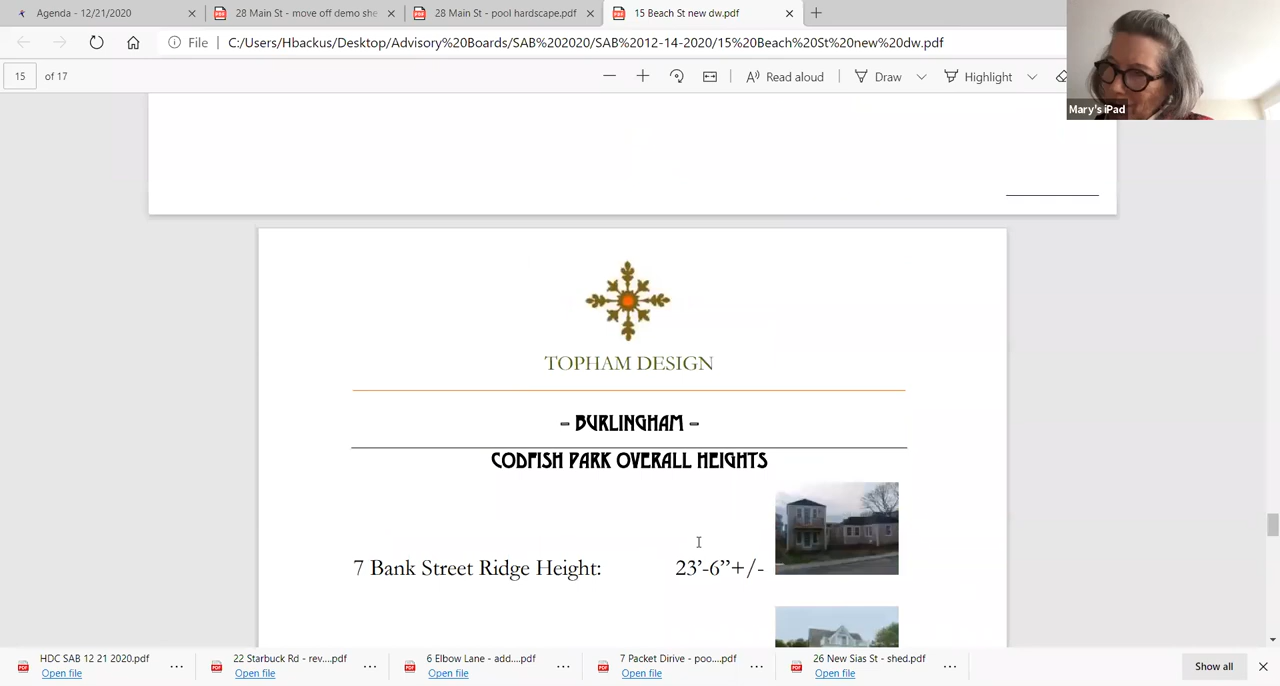 Agenda - 12/21/2020
28 Main St - move off demo she
28 Main St - pool hardscape.pdf
15 Beach St new dw.pdf
File
C:/Users/Hbackus/Desktop/Advisory%20Boards/SAB%202020/SAB%2012-14-2020/15%20Beach%20St%20new%20dw.pdf
15 of 17
Read aloud
Draw
Highlight
Mary's iPad
TOPHAM DESIGN
- BURLINGHAM -
CODFISH PARK OVERALL HEIGHTS
7 Bank Street Ridge Height: 23'-6"+/-
HDC SAB 12 21 2020.pdf
Open file
22 Starbuck Rd - rev....pdf
Open file
6 Elbow Lane - add....pdf
Open file
7 Packet Dirive - poo....pdf
Open file
26 New Sias St - shed.pdf
Open file
Show all